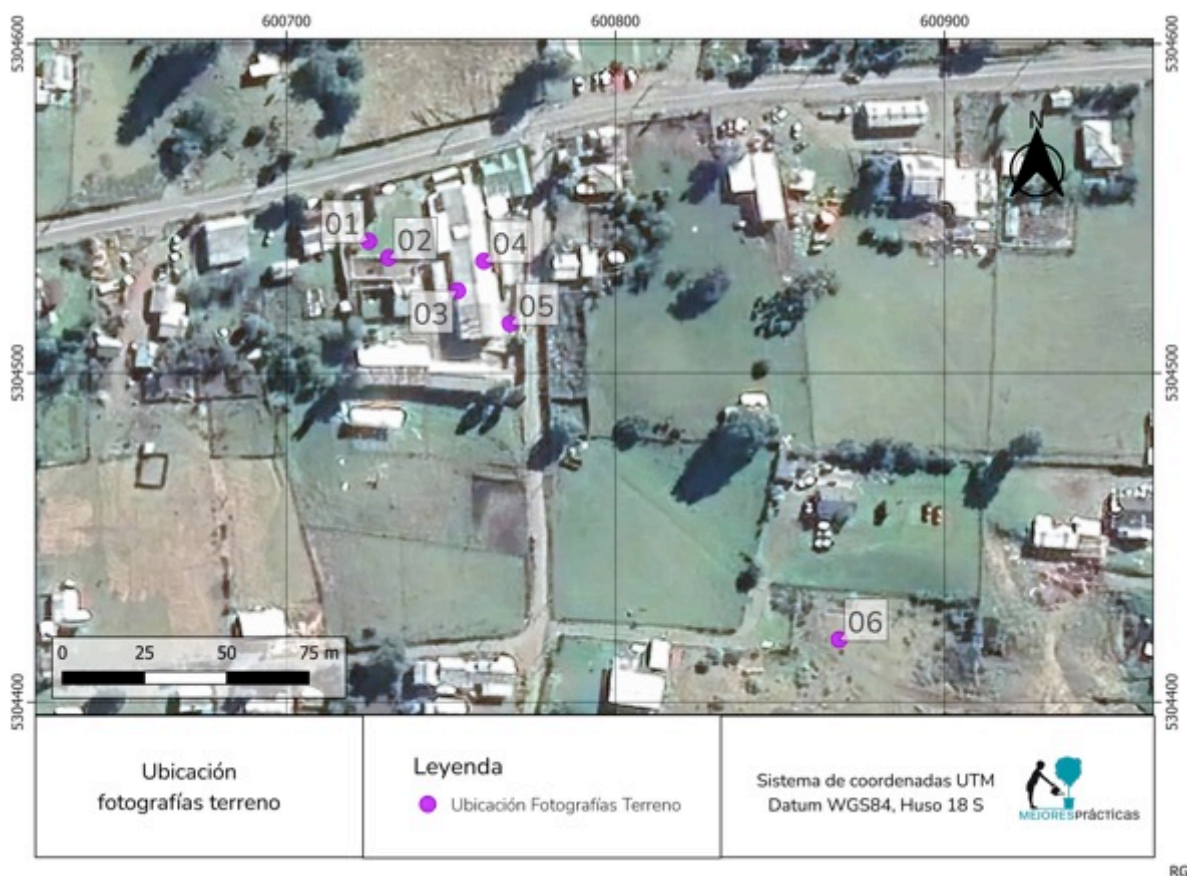 600700
600800
600900
5304600
5304600
N
01
02
04
03
05
5304500
5304500
06
0
25
50
75 m
5304400
5304400
Ubicación
fotografías terreno
Leyenda
Ubicación Fotografías Terreno
Sistema de coordenadas UTM
Datum WGS84, Huso 18 S
MEJORESPRÁCTICAS
RG